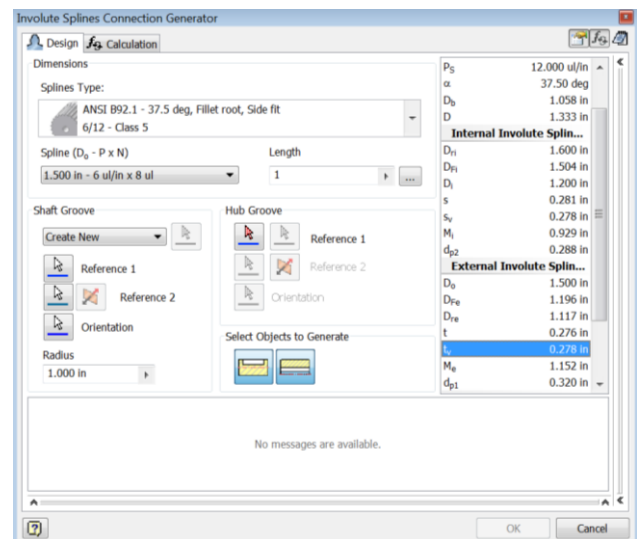 Involute Splines Connection Generator
Design
Calculation
Dimensions
Splines Type:
ANSI B92.1 - 37.5 deg, Fillet root, Side fit
6/12 - Class 5
Spline (Do - P x N)
Length
1.500 in - 6 ul/in x 8 ul
1
...
Shaft Groove
Create New
Reference 1
Reference 2
Orientation
Radius
1.000 in
Hub Groove
Reference 1
Reference 2
Orientation
Select Objects to Generate
PS 12.000 ul/in
α 37.50 deg
Db 1.058 in
D 1.333 in
Internal Involute Splin...
Dri 1.600 in
DFi 1.504 in
Di 1.200 in
s 0.281 in
sv 0.278 in
Mi 0.929 in
dp2 0.288 in
External Involute Splin...
Do 1.500 in
DFe 1.196 in
Dre 1.117 in
t 0.276 in
tv 0.278 in
Me 1.152 in
dp1 0.320 in
No messages are available.
OK
Cancel